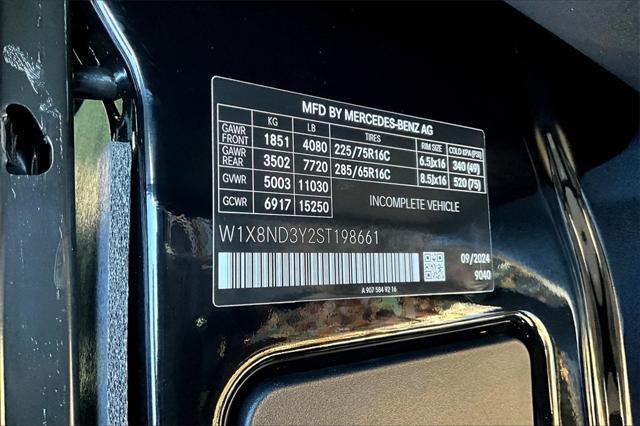 MFD BY MERCEDES-BENZ AG
KG LB TIRES RIM SIZE COLD KPA (PSI)
GAWR FRONT 1851 4080 225/75R16C 6.5Jx16 340 (49)
GAWR REAR 3502 7720 285/65R16C 8.5Jx16 520 (75)
GVWR 5003 11030
GCWR 6917 15250 INCOMPLETE VEHICLE
W1X8ND3Y2ST198661
09/2024
9040
A 907 584 92 16